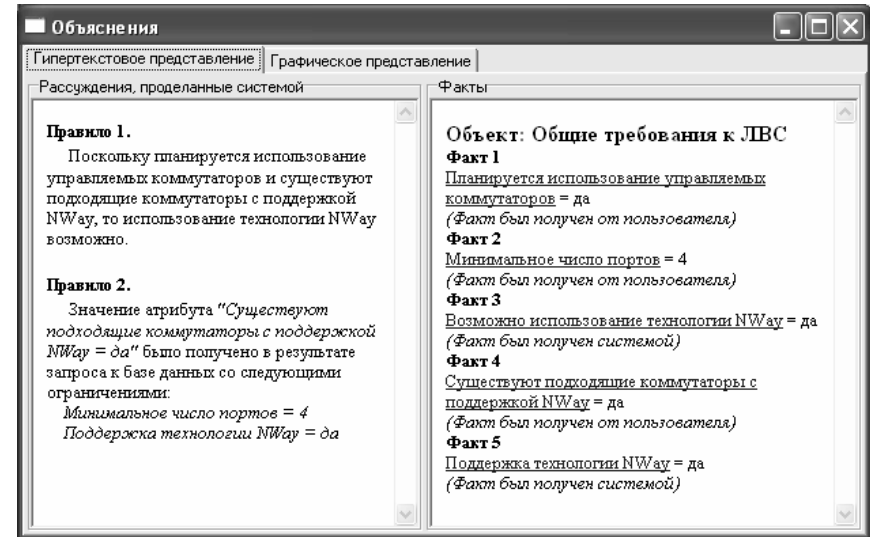 Объяснения
Гипертекстовое представление
Графическое представление
Рассуждения, проделанные системой
Правило 1.
Поскольку планируется использование
управляемых коммутаторов и существуют
подходящие коммутаторы с поддержкой
NWay, то использование технологии NWay
возможно.
Правило 2.
Значение атрибута "Существуют
подходящие коммутаторы с поддержкой
NWay = да" было получено в результате
запроса к базе данных со следующими
ограничениями:
Минимальное число портов = 4
Поддержка технологии NWay = да
Факты
Объект: Общие требования к ЛВС
Факт 1
Планируется использование управляемых
коммутаторов = да
(Факт был получен от пользователя)
Факт 2
Минимальное число портов = 4
(Факт был получен от пользователя)
Факт 3
Возможно использование технологии NWay = да
(Факт был получен системой)
Факт 4
Существуют подходящие коммутаторы с
поддержкой NWay = да
(Факт был получен от пользователя)
Факт 5
Поддержка технологии NWay = да
(Факт был получен системой)